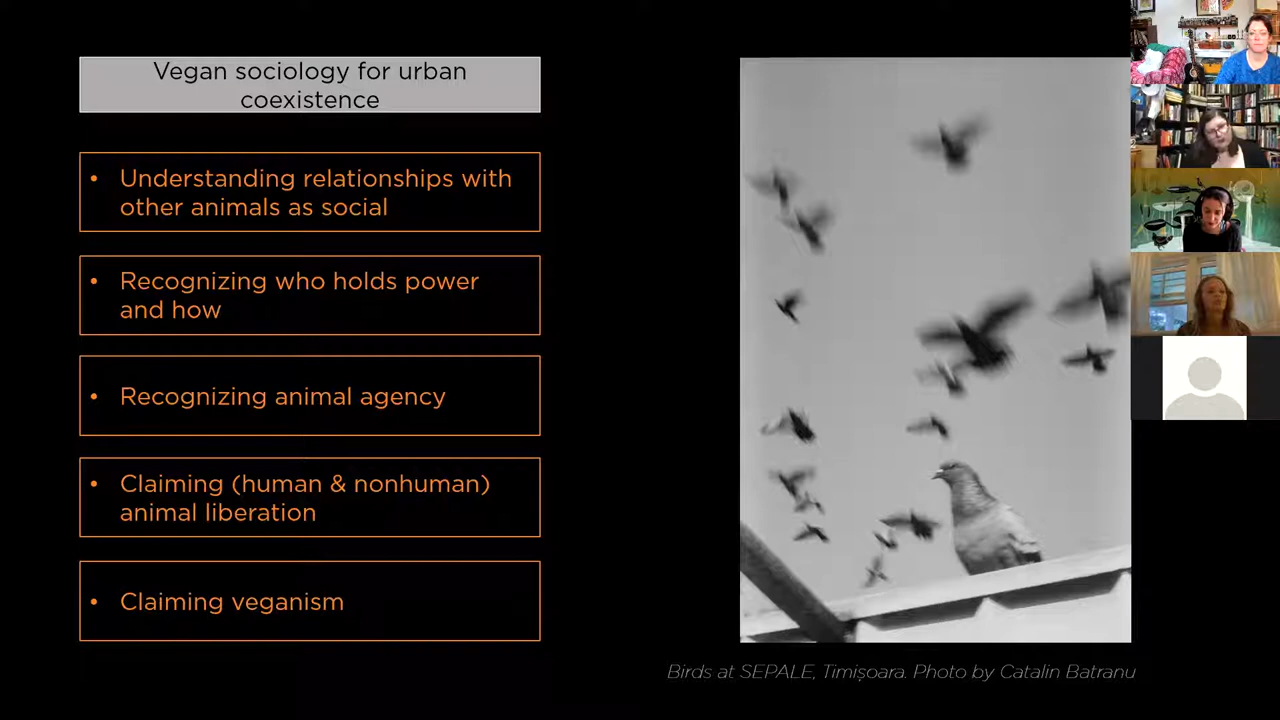 Vegan sociology for urban
coexistence
• Understanding relationships with
other animals as social
• Recognizing who holds power
and how
• Recognizing animal agency
• Claiming (human & nonhuman)
animal liberation
• Claiming veganism
Birds at SEPALE, Timișoara. Photo by Catalin Batranu